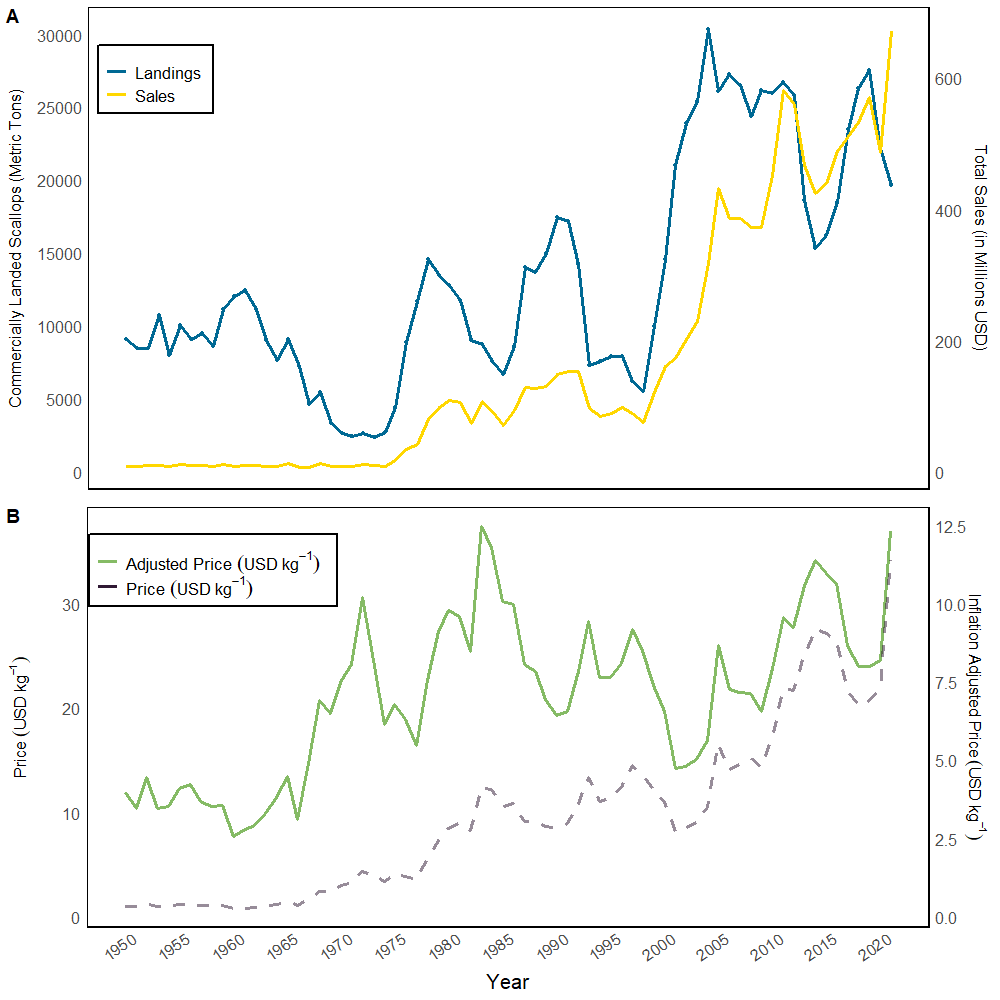 A
Commercially Landed Scallops (Metric Tons)
30000
25000
20000
15000
10000
5000
0
Landings
Sales
600
400
200
0
Total Sales (in Millions USD)
B
Price (USD kg⁻¹)
30
20
10
0
Adjusted Price (USD kg⁻¹)
Price (USD kg⁻¹)
12.5
10.0
7.5
5.0
2.5
0.0
Inflation Adjusted Price (USD kg⁻¹)
1950 1955 1960 1965 1970 1975 1980 1985 1990 1995 2000 2005 2010 2015 2020
Year